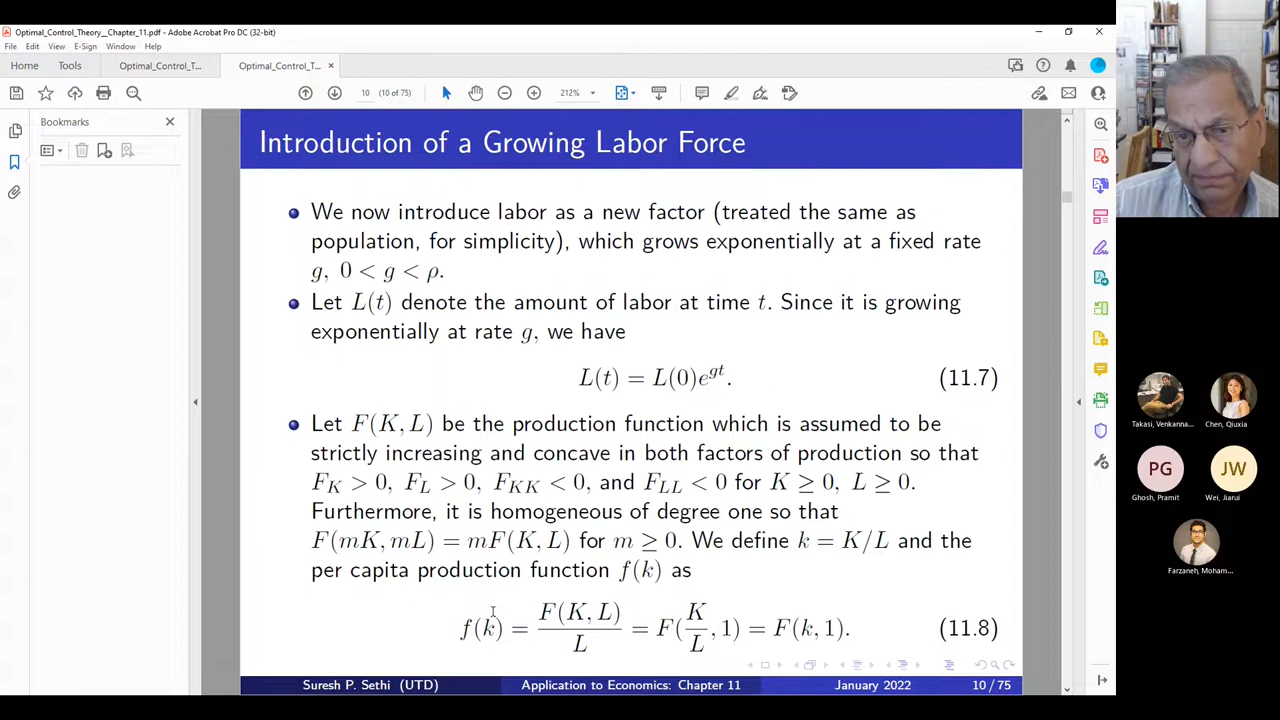 Optimal_Control_Theory__Chapter_11.pdf - Adobe Acrobat Pro DC (32-bit)
File Edit View E-Sign Window Help
Home Tools Optimal_Control_T... Optimal_Control_T... ×
10 (10 of 75) 212%
Bookmarks
Introduction of a Growing Labor Force
We now introduce labor as a new factor (treated the same as
population, for simplicity), which grows exponentially at a fixed rate
g, 0 < g < ρ.
Let L(t) denote the amount of labor at time t. Since it is growing
exponentially at rate g, we have
L(t) = L(0)e^{gt}. (11.7)
Let F(K, L) be the production function which is assumed to be
strictly increasing and concave in both factors of production so that
F_K > 0, F_L > 0, F_{KK} < 0, and F_{LL} < 0 for K ≥ 0, L ≥ 0.
Furthermore, it is homogeneous of degree one so that
F(mK, mL) = mF(K, L) for m ≥ 0. We define k = K/L and the
per capita production function f(k) as
f(k) = F(K, L)/L = F(K/L, 1) = F(k, 1). (11.8)
Suresh P. Sethi (UTD) Application to Economics: Chapter 11 January 2022 10 / 75
Takasi, Venkanna... Chen, Qiuxia
PG JW
Ghosh, Pramit Wei, Jiarui
Farzaneh, Moham...